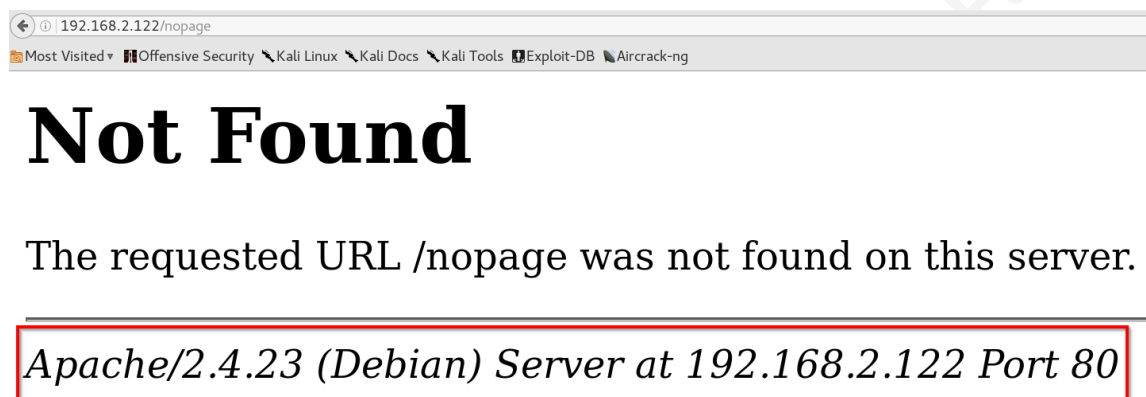 192.168.2.122/nopage
Most Visited Offensive Security Kali Linux Kali Docs Kali Tools Exploit-DB Aircrack-ng
Not Found
The requested URL /nopage was not found on this server.
Apache/2.4.23 (Debian) Server at 192.168.2.122 Port 80